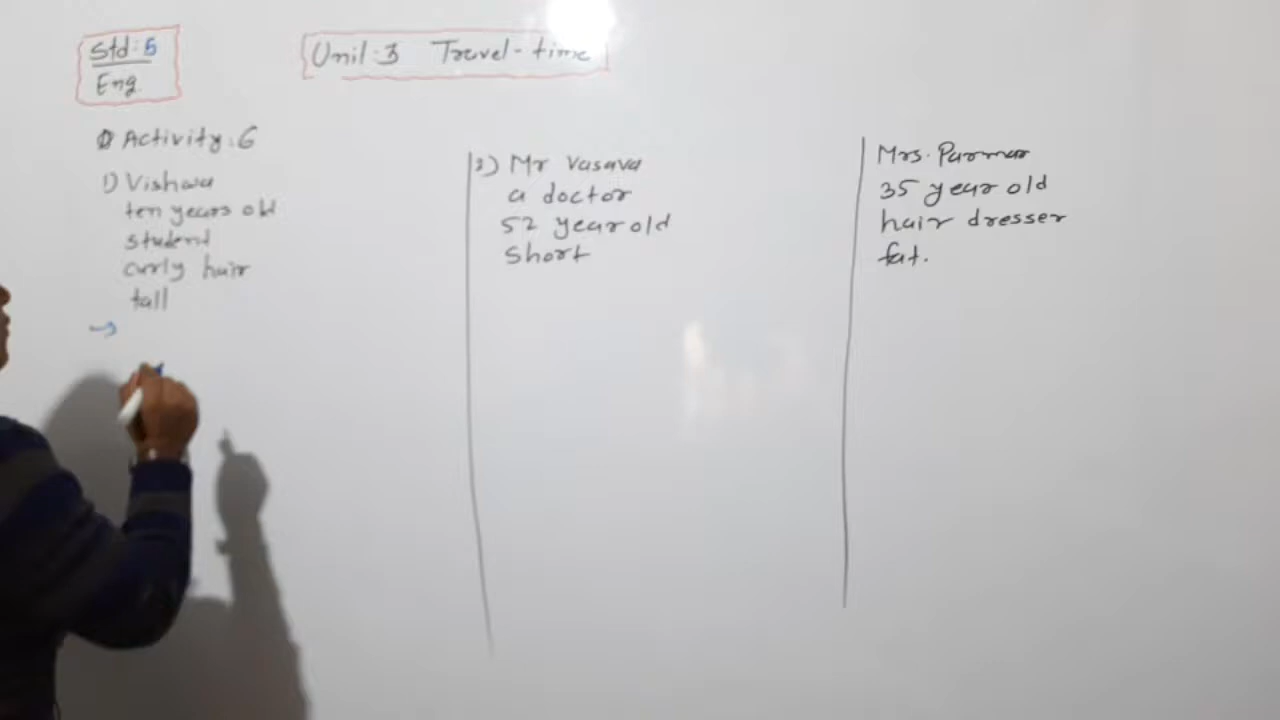 Std: 5
Eng.
Unit: 3 Travel-time
Activity: 6
1) Vishwa
ten years old
student
curly hair
tall
→
2) Mr Vasava
a doctor
52 year old
short
Mrs. Parmar
35 year old
hair dresser
fat.